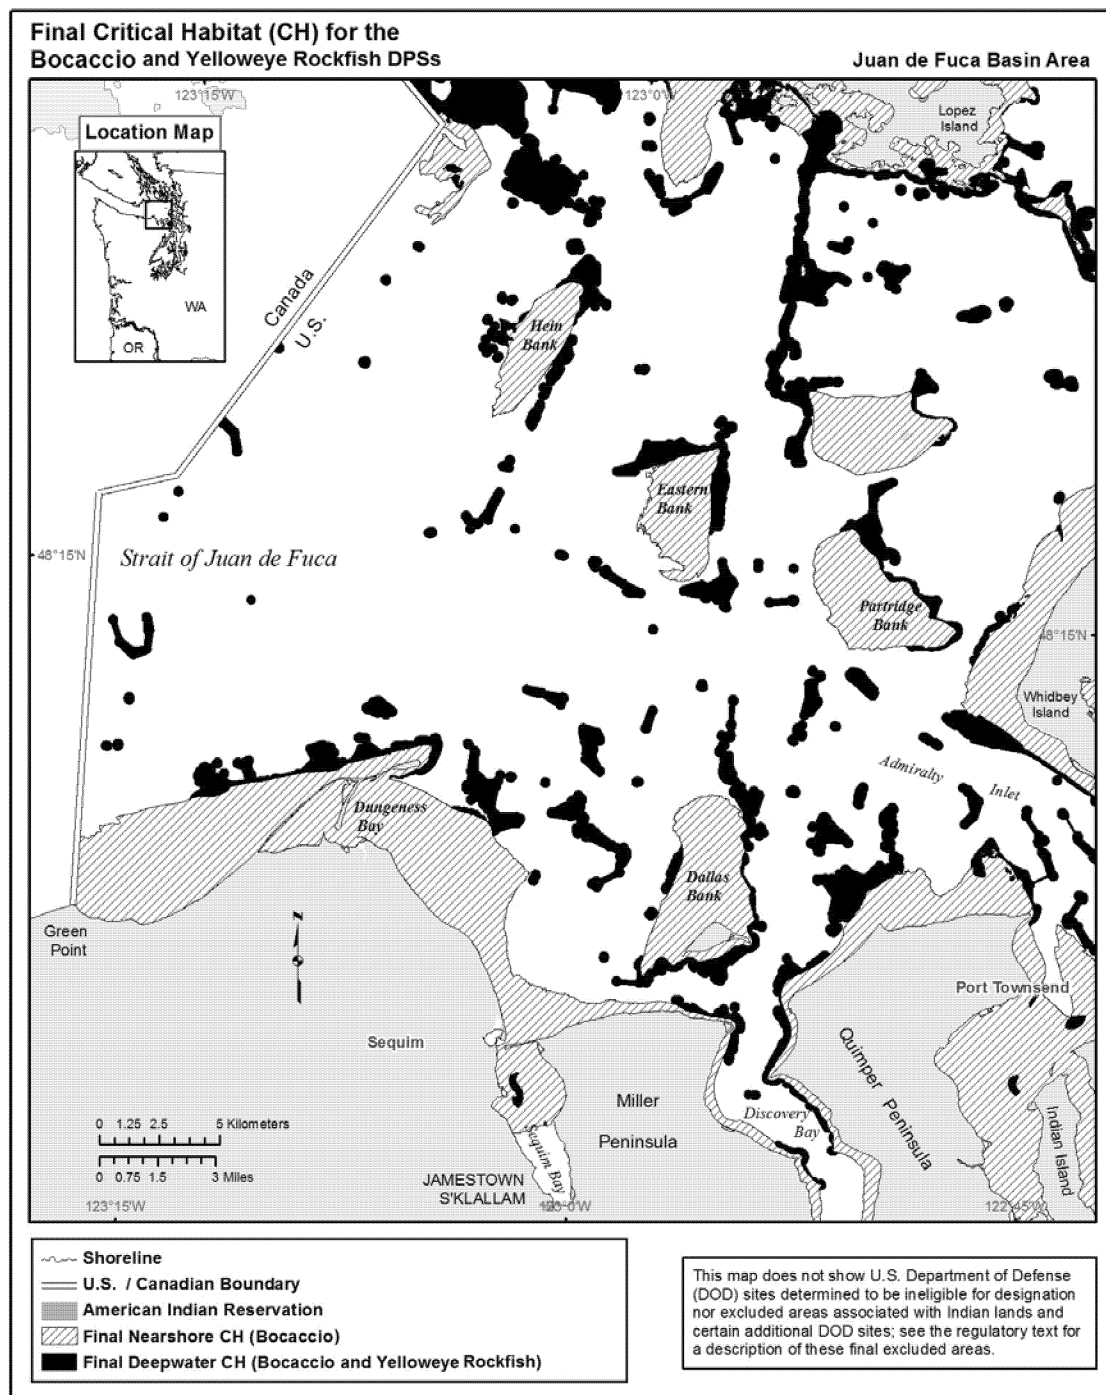 Final Critical Habitat (CH) for the
Bocaccio and Yelloweye Rockfish DPSs
Juan de Fuca Basin Area
123°15'W
123°0'W
Lopez
Island
Location Map
WA
OR
Canada
U.S.
Hein
Bank
Eastern
Bank
48°15'N
Strait of Juan de Fuca
Partridge
Bank
48°15'N
Whidbey
Island
Admiralty
Inlet
Dungeness
Bay
Dallas
Bank
Green
Point
N
Port Townsend
Sequim
Quimper
Peninsula
Miller
Peninsula
Discovery
Bay
Indian Island
Sequim Bay
0 1.25 2.5 5 Kilometers
0 0.75 1.5 3 Miles
JAMESTOWN
S'KLALLAM
123°15'W
123°0'W
122°45'W
Shoreline
U.S. / Canadian Boundary
American Indian Reservation
Final Nearshore CH (Bocaccio)
Final Deepwater CH (Bocaccio and Yelloweye Rockfish)
This map does not show U.S. Department of Defense
(DOD) sites determined to be ineligible for designation
nor excluded areas associated with Indian lands and
certain additional DOD sites; see the regulatory text for
a description of these final excluded areas.